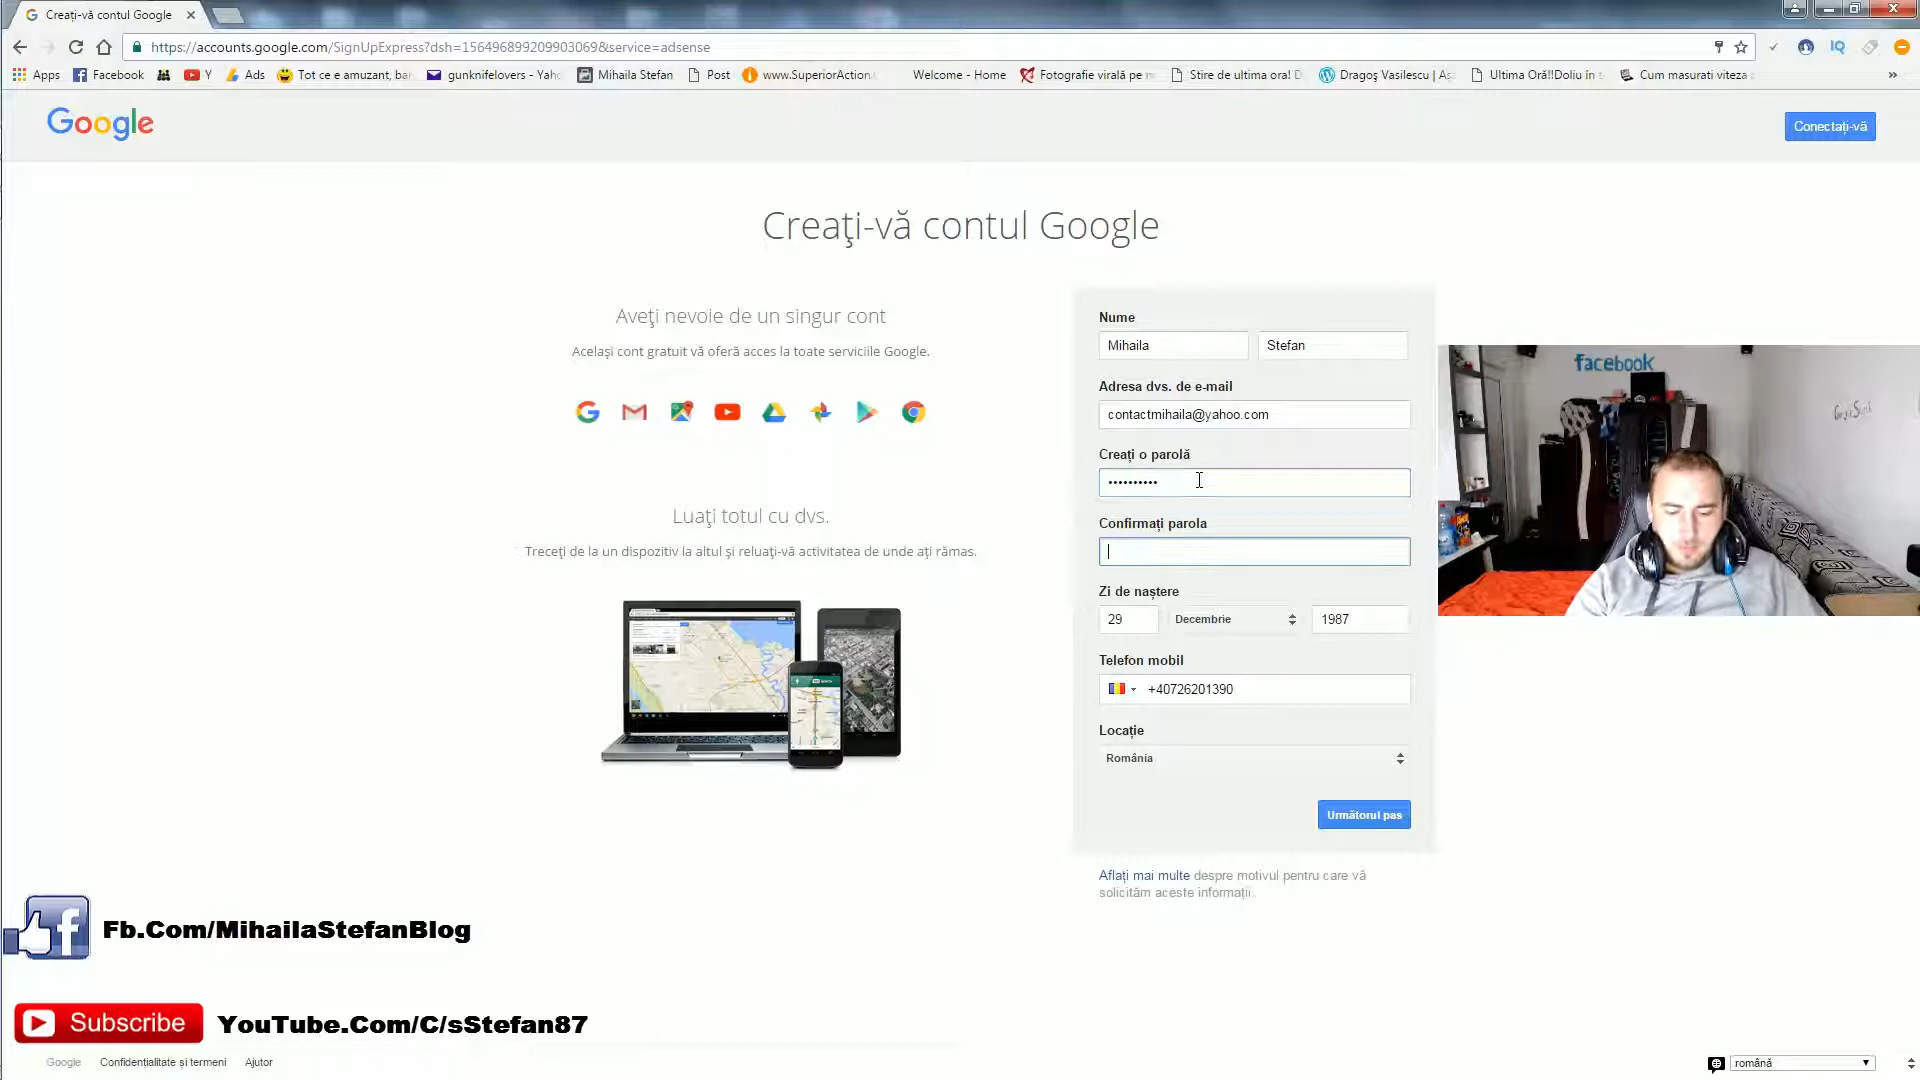 Creați-vă contul Google
https://accounts.google.com/SignUpExpress?dsh=156496899209903069&service=adsense
Apps Facebook Y Ads Tot ce e amuzant, ba gunknifelovers - Yaho Mihaila Stefan Post www.SuperiorAction. Welcome - Home Fotografie virală pe Stire de ultima ora! D Dragoș Vasilescu | A Ultima Oră!!Doliu în Cum masurati viteza »
Google
Conectați-vă
Creați-vă contul Google
Aveți nevoie de un singur cont
Același cont gratuit vă oferă acces la toate serviciile Google.
Luați totul cu dvs.
Treceți de la un dispozitiv la altul și reluați-vă activitatea de unde ați rămas.
Nume
Mihaila Stefan
Adresa dvs. de e-mail
contactmihaila@yahoo.com
Creați o parolă
••••••••••
Confirmați parola
Zi de naștere
29 Decembrie 1987
Telefon mobil
+40726201390
Locație
România
Următorul pas
Aflați mai multe despre motivul pentru care vă
solicităm aceste informații.
facebook
Fb.Com/MihailaStefanBlog
Subscribe YouTube.Com/C/sStefan87
Google Confidențialitate și termeni Ajutor
română